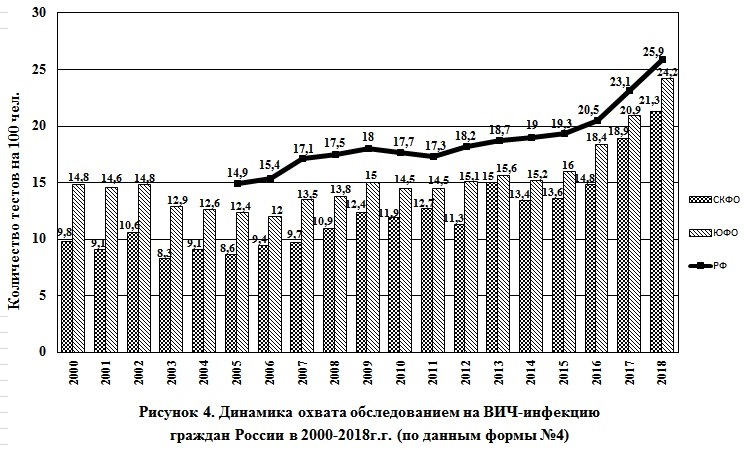 Количество тестов на 100 чел.
30
25
20
15
10
5
0
14,9 15,4 17,1 17,5 18 17,7 17,3 18,2 18,7 19 19,3 20,5 23,1 25,9
9,8 9,1 10,6 8,3 9,1 8,6 9,4 9,7 10,9 12,4 11,9 12,7 11,3 15 13,4 13,6 14,8 18,9 21,3
14,8 14,6 14,8 12,9 12,6 12,4 12 13,5 13,8 15 14,5 14,5 15,1 15,6 15,2 16 18,4 20,9 24,2
2000 2001 2002 2003 2004 2005 2006 2007 2008 2009 2010 2011 2012 2013 2014 2015 2016 2017 2018
СКФО
ЮФО
РФ
Рисунок 4. Динамика охвата обследованием на ВИЧ-инфекцию
граждан России в 2000-2018г.г. (по данным формы №4)